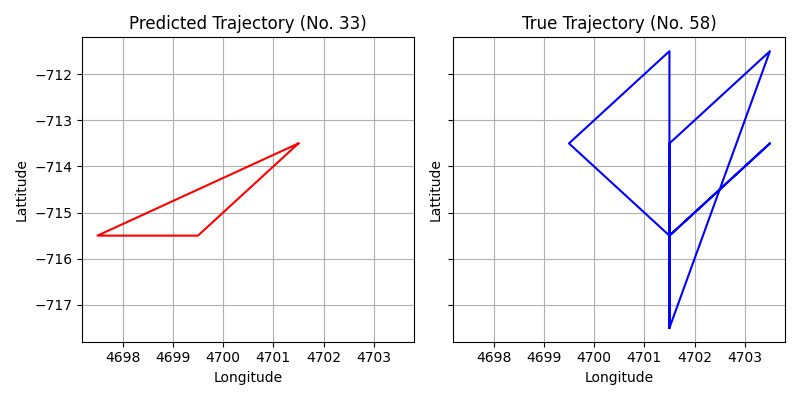 Predicted Trajectory (No. 33)
True Trajectory (No. 58)
Lattitude
−712
−713
−714
−715
−716
−717
4698 4699 4700 4701 4702 4703
Longitude
Lattitude
4698 4699 4700 4701 4702 4703
Longitude